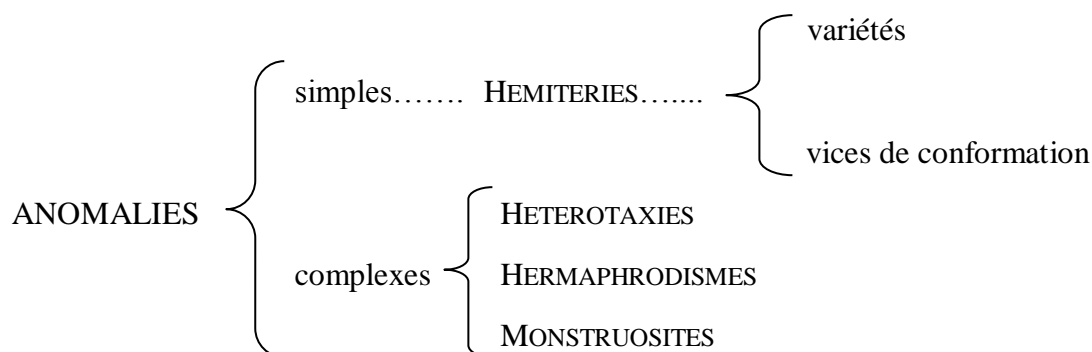 variétés
simples……. HEMITERIES…....
vices de conformation
ANOMALIES
HETEROTAXIES
complexes
HERMAPHRODISMES
MONSTRUOSITES